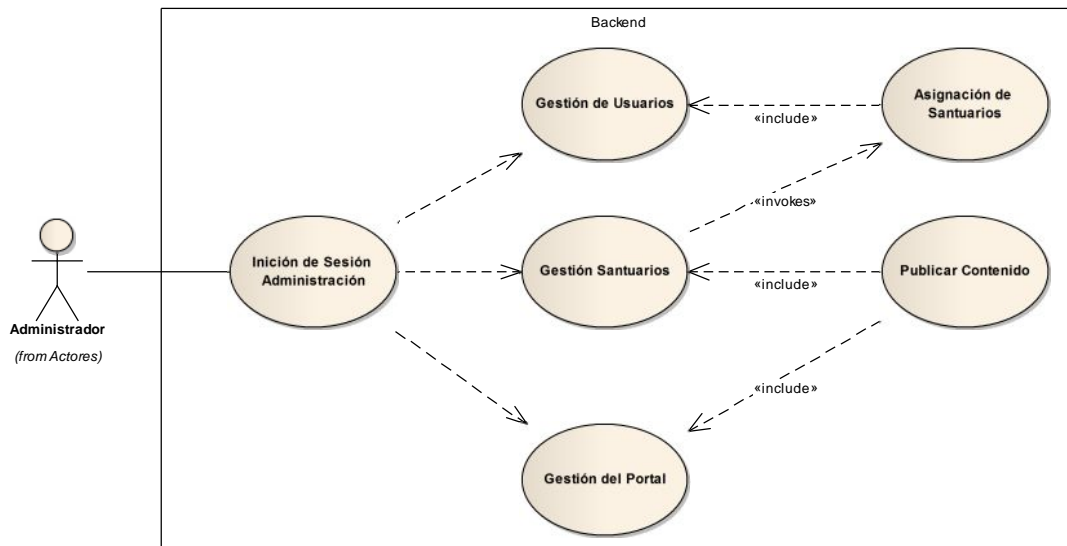 Backend
Gestión de Usuarios
Asignación de
Santuarios
«include»
«invokes»
Inición de Sesión
Administración
Gestión Santuarios
Publicar Contenido
«include»
Administrador
(from Actores)
«include»
Gestión del Portal